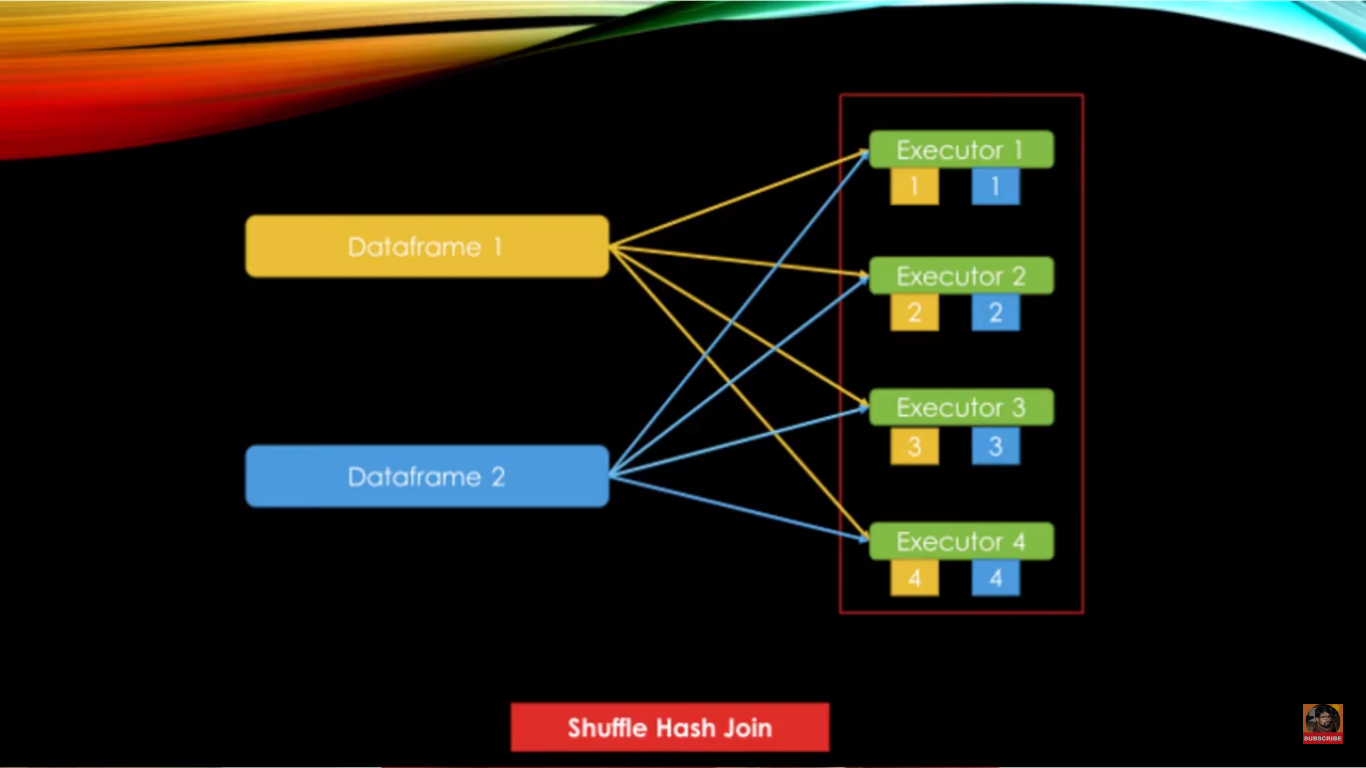 Executor 1
1 1
Dataframe 1
Executor 2
2 2
Executor 3
3 3
Dataframe 2
Executor 4
4 4
Shuffle Hash Join
SUBSCRIBE